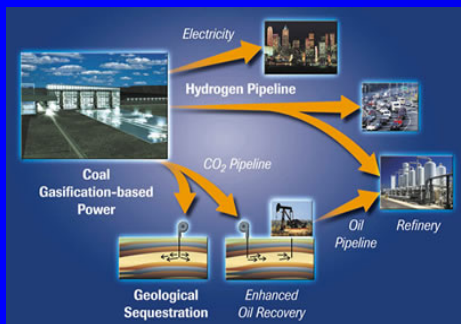 Electricity
Hydrogen Pipeline
CO₂ Pipeline
Coal
Gasification-based
Power
Oil
Pipeline
Refinery
Geological
Sequestration
Enhanced
Oil Recovery